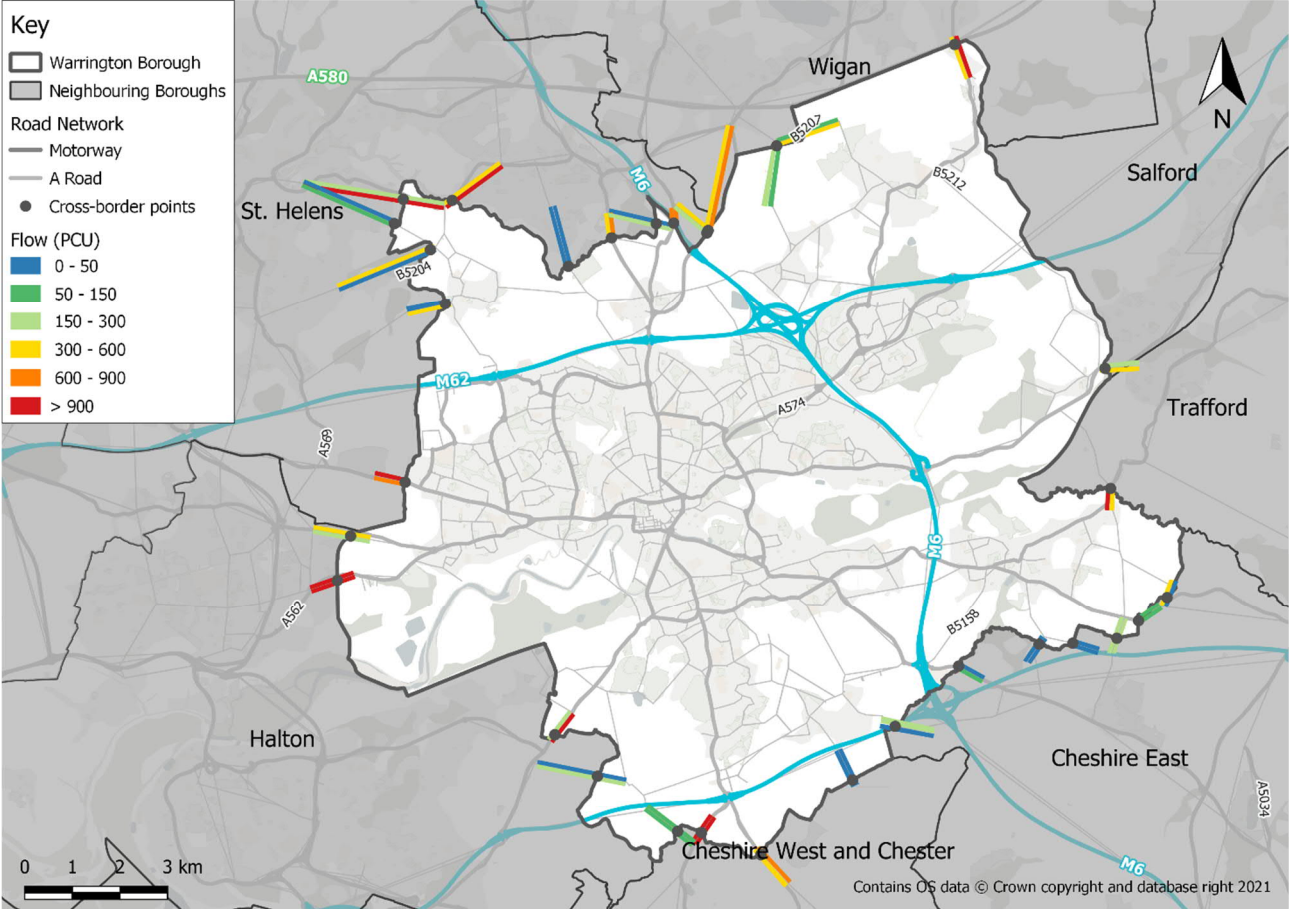 Key
Warrington Borough
Neighbouring Boroughs
Road Network
Motorway
A Road
Cross-border points
Flow (PCU)
0 - 50
50 - 150
150 - 300
300 - 600
600 - 900
> 900
A580
Wigan
B5207
N
M6
B5212
Salford
St. Helens
B5204
M62
A574
Trafford
A569
M6
A562
B5158
Halton
Cheshire East
A5034
Cheshire West and Chester
M6
0 1 2 3 km
Contains OS data © Crown copyright and database right 2021